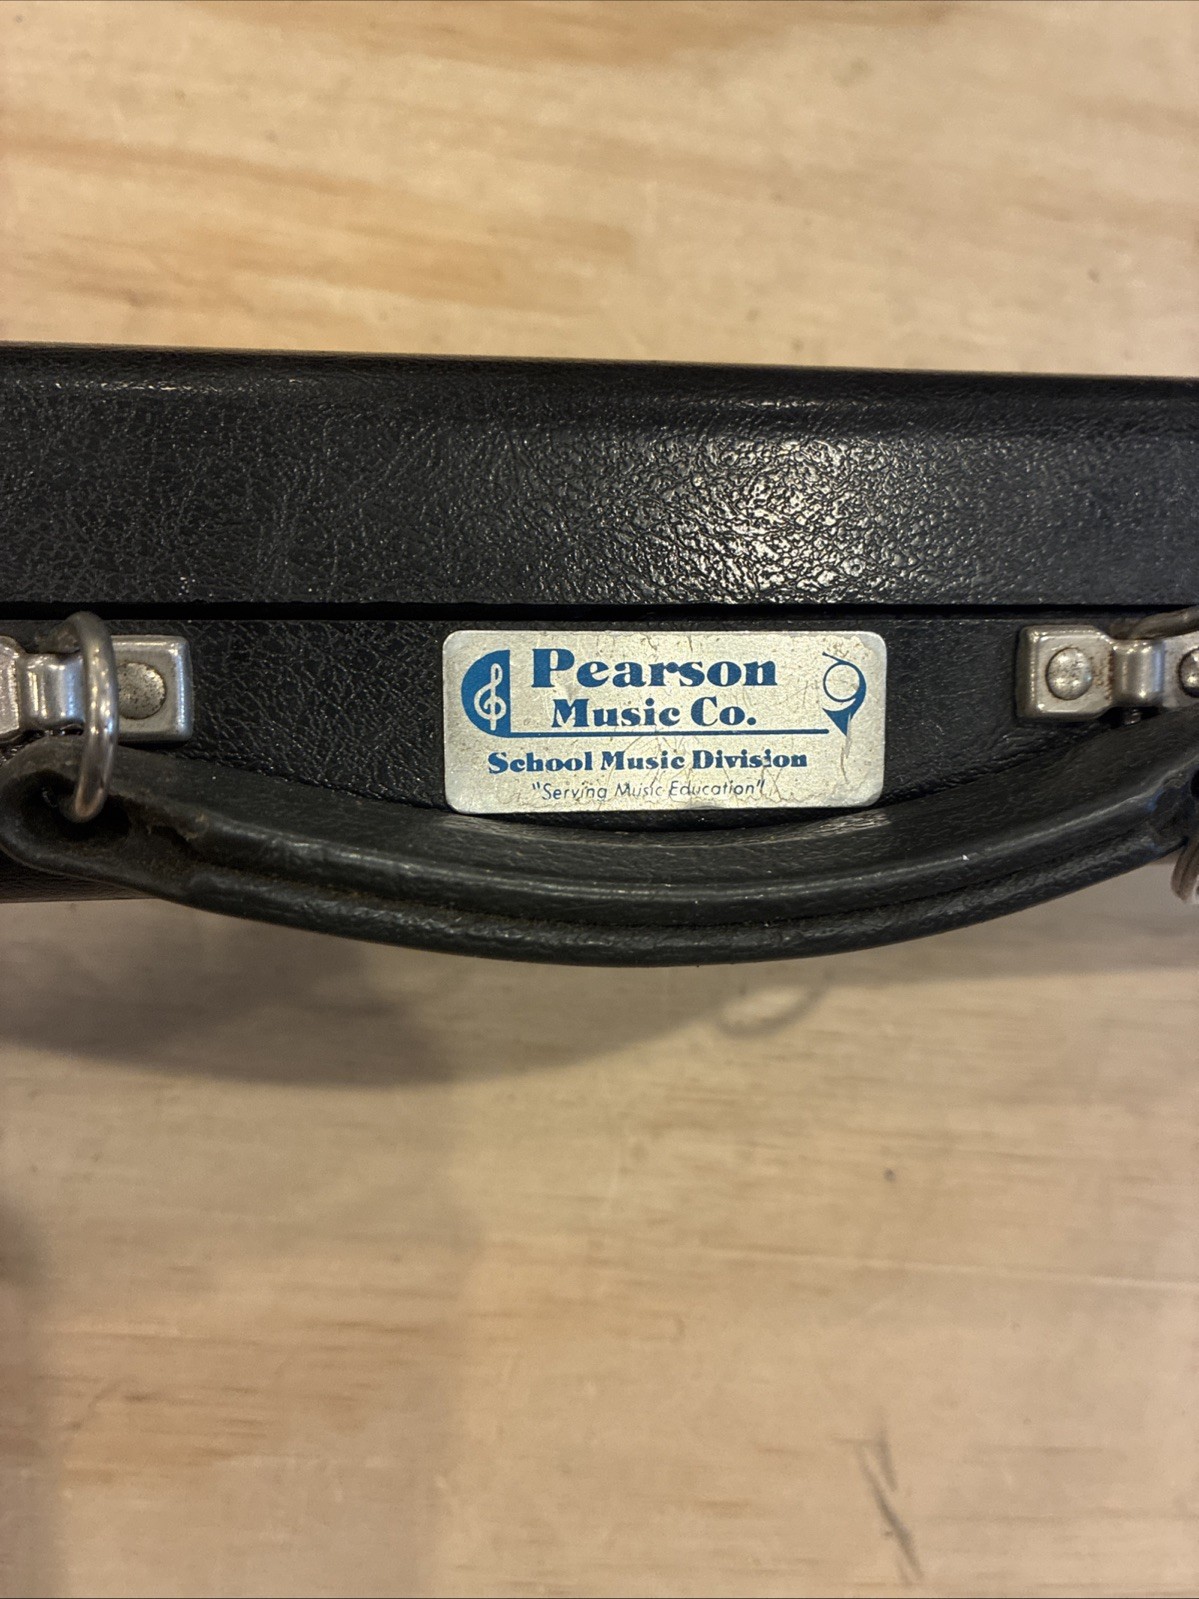 Pearson
Music Co.
School Music Division
"Serving Music Education"